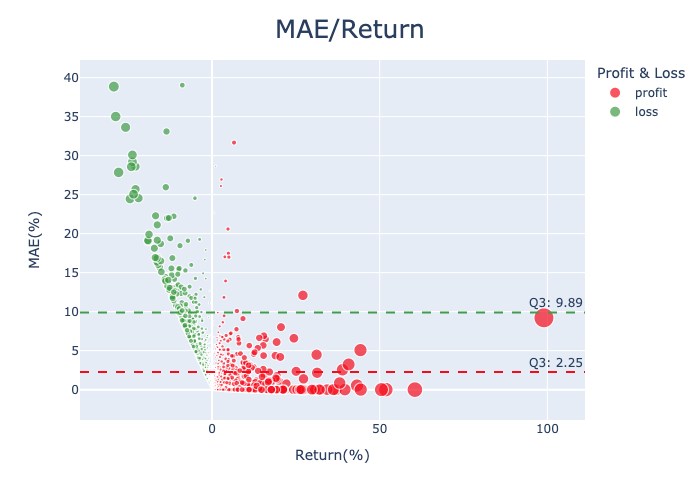 MAE/Return
Profit & Loss
profit
loss
MAE(%)
40
35
30
25
20
15
10
5
0
Q3: 9.89
Q3: 2.25
0
50
100
Return(%)